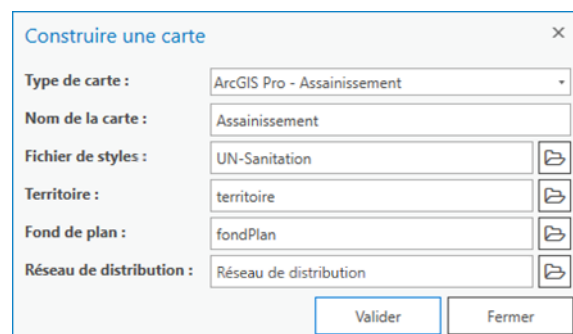 Construire une carte
Type de carte : ArcGIS Pro - Assainissement
Nom de la carte : Assainissement
Fichier de styles : UN-Sanitation
Territoire : territoire
Fond de plan : fondPlan
Réseau de distribution : Réseau de distribution
Valider Fermer